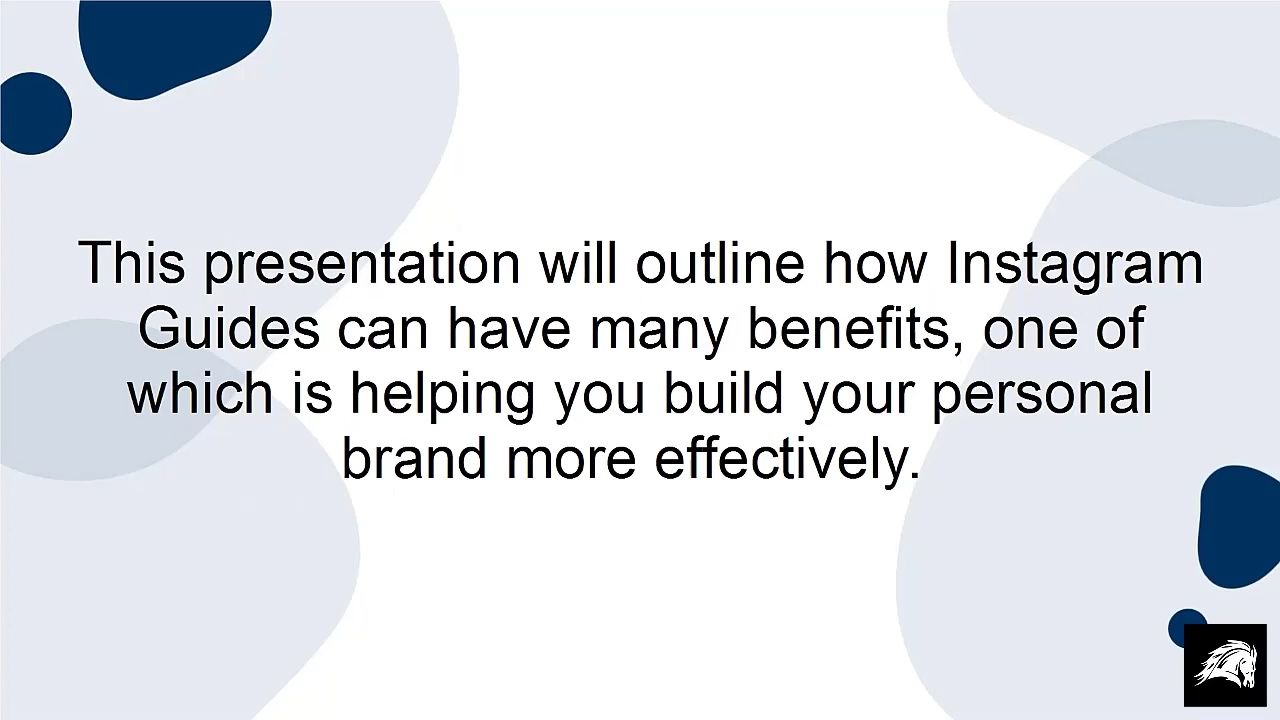 This presentation will outline how Instagram
Guides can have many benefits, one of
which is helping you build your personal
brand more effectively.